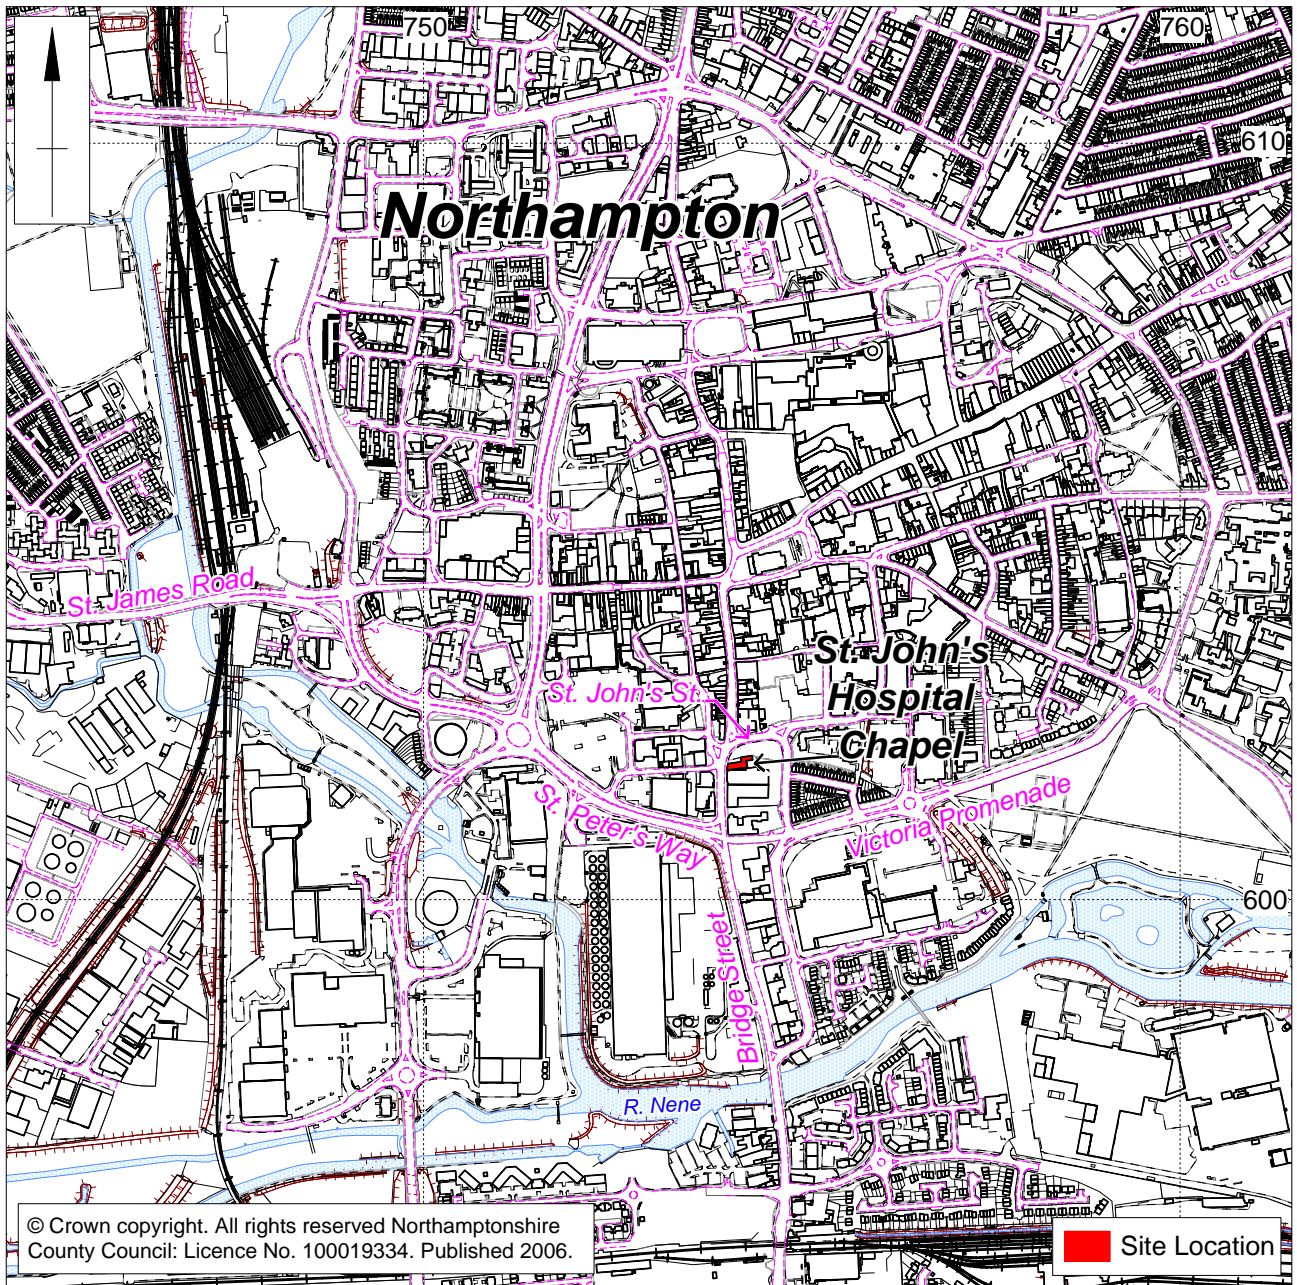 750
760
610
Northampton
St. James Road
St. John's
Hospital
Chapel
St. John's St.
St. Peter's Way
Victoria Promenade
600
Bridge Street
R. Nene
© Crown copyright. All rights reserved Northamptonshire
County Council: Licence No. 100019334. Published 2006.
Site Location